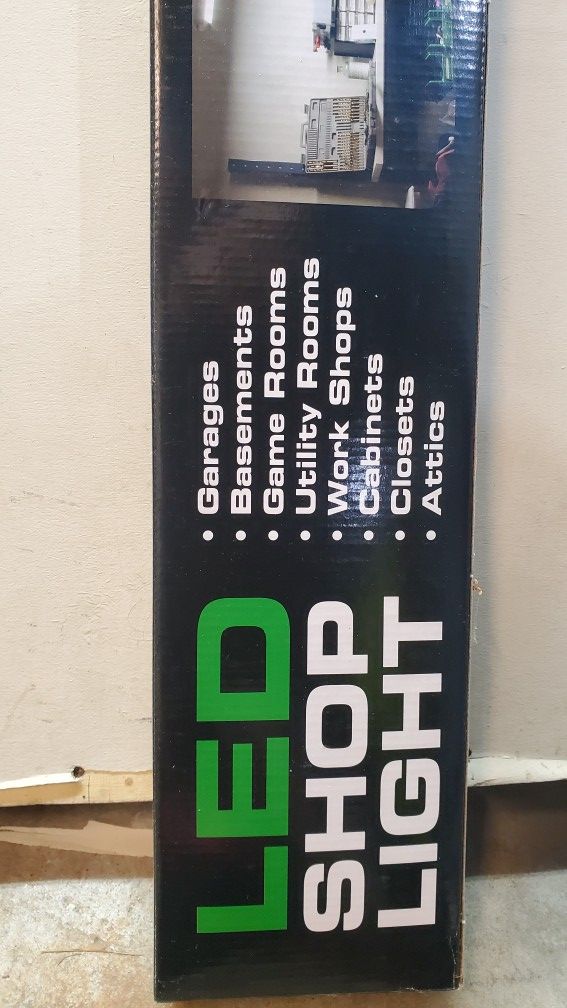 LED
SHOP
LIGHT
• Garages
• Basements
• Game Rooms
• Utility Rooms
• Work Shops
• Cabinets
• Closets
• Attics